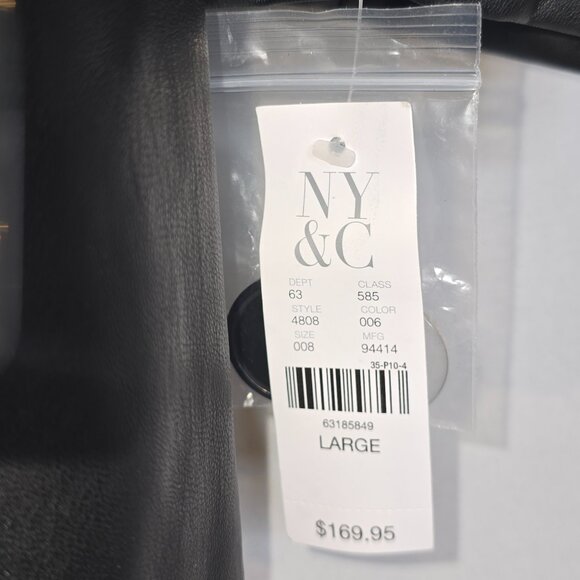 NY
&C
DEPT CLASS
63 585
STYLE COLOR
4808 006
SIZE MFG
008 94414
35-P10-4
63185849
LARGE
$169.95